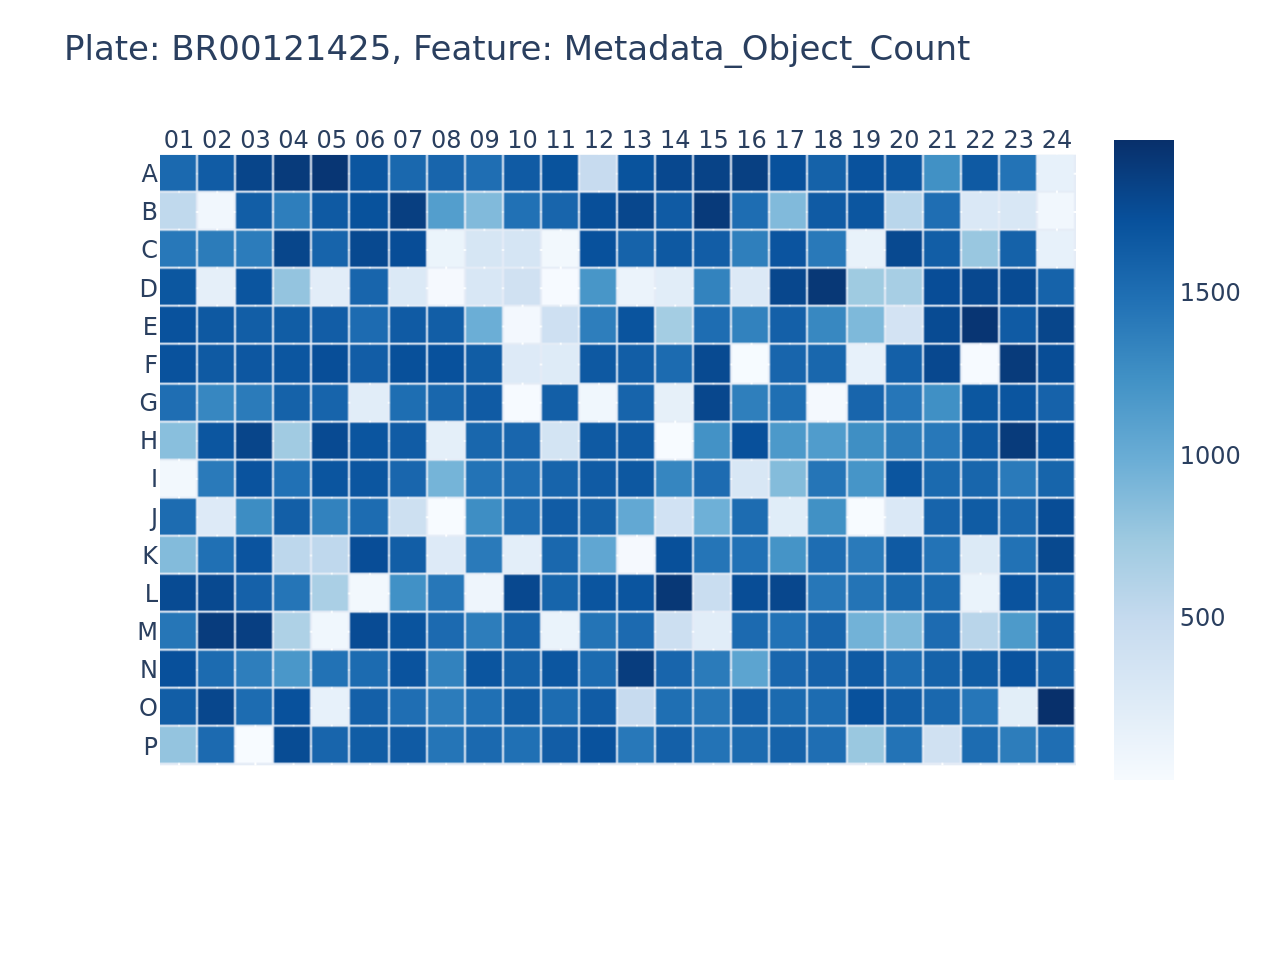 Plate: BR00121425, Feature: Metadata_Object_Count
01 02 03 04 05 06 07 08 09 10 11 12 13 14 15 16 17 18 19 20 21 22 23 24
A
B
C
D
E
F
G
H
I
J
K
L
M
N
O
P
1500
1000
500